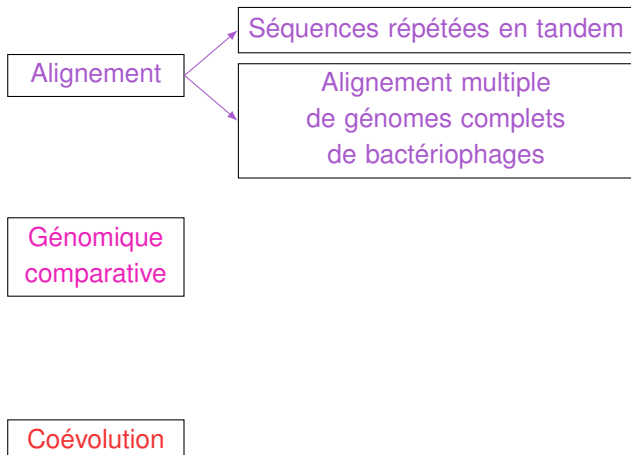 Alignement
Séquences répétées en tandem
Alignement multiple
de génomes complets
de bactériophages
Génomique
comparative
Coévolution